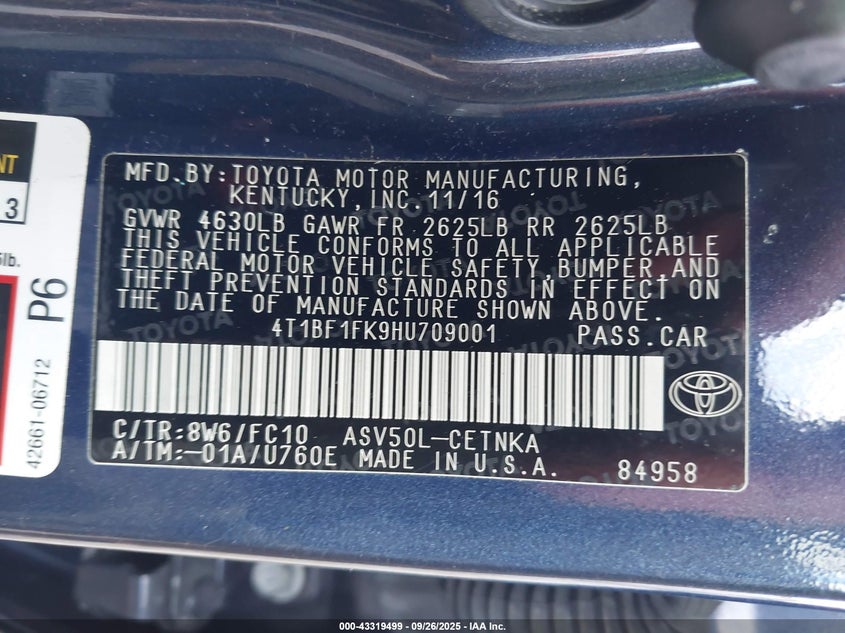 NT
3
lb.
P6
42661-06712
MFD.BY:TOYOTA MOTOR MANUFACTURING,
KENTUCKY,INC.11/16
GVWR 4630LB GAWR FR 2625LB RR 2625LB
THIS VEHICLE CONFORMS TO ALL APPLICABLE
FEDERAL MOTOR VEHICLE SAFETY,BUMPER,AND
THEFT PREVENTION STANDARDS IN EFFECT ON
THE DATE OF MANUFACTURE SHOWN ABOVE.
4T1BF1FK9HU709001 PASS.CAR
C/TR:8W6/FC10 ASV50L-CETNKA
A/TM:-01A/U760E MADE IN U.S.A. 84958
000-43319499 - 09/26/2025 - IAA Inc.